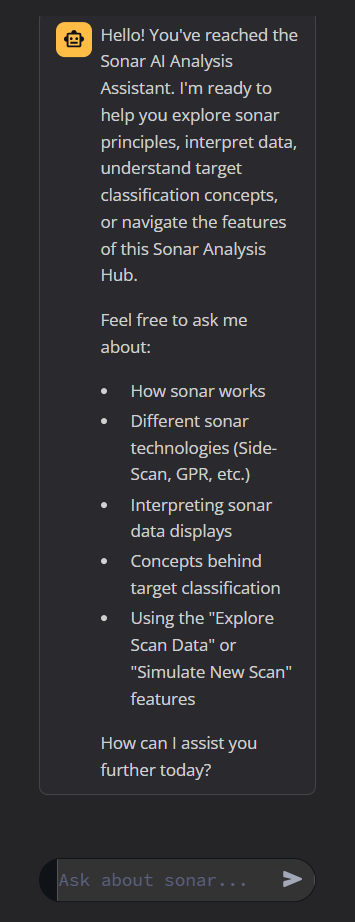 Hello! You've reached the
Sonar AI Analysis
Assistant. I'm ready to
help you explore sonar
principles, interpret data,
understand target
classification concepts,
or navigate the features
of this Sonar Analysis
Hub.
Feel free to ask me
about:
• How sonar works
• Different sonar
technologies (Side-
Scan, GPR, etc.)
• Interpreting sonar
data displays
• Concepts behind
target classification
• Using the "Explore
Scan Data" or
"Simulate New Scan"
features
How can I assist you
further today?
Ask about sonar...